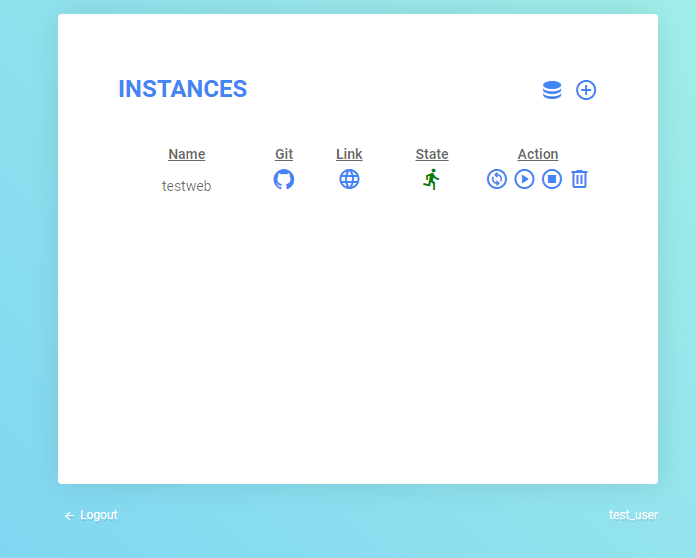 INSTANCES
Name Git Link State Action
testweb
Logout test_user